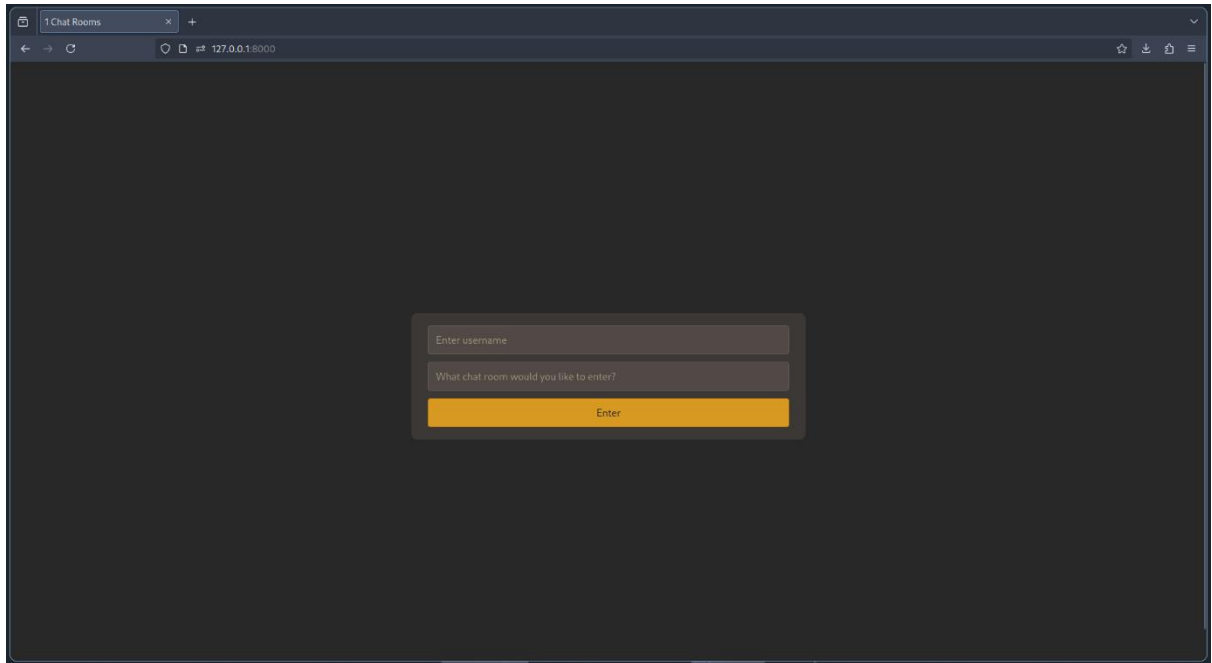 1 Chat Rooms
127.0.0.1:8000
Enter username
What chat room would you like to enter?
Enter